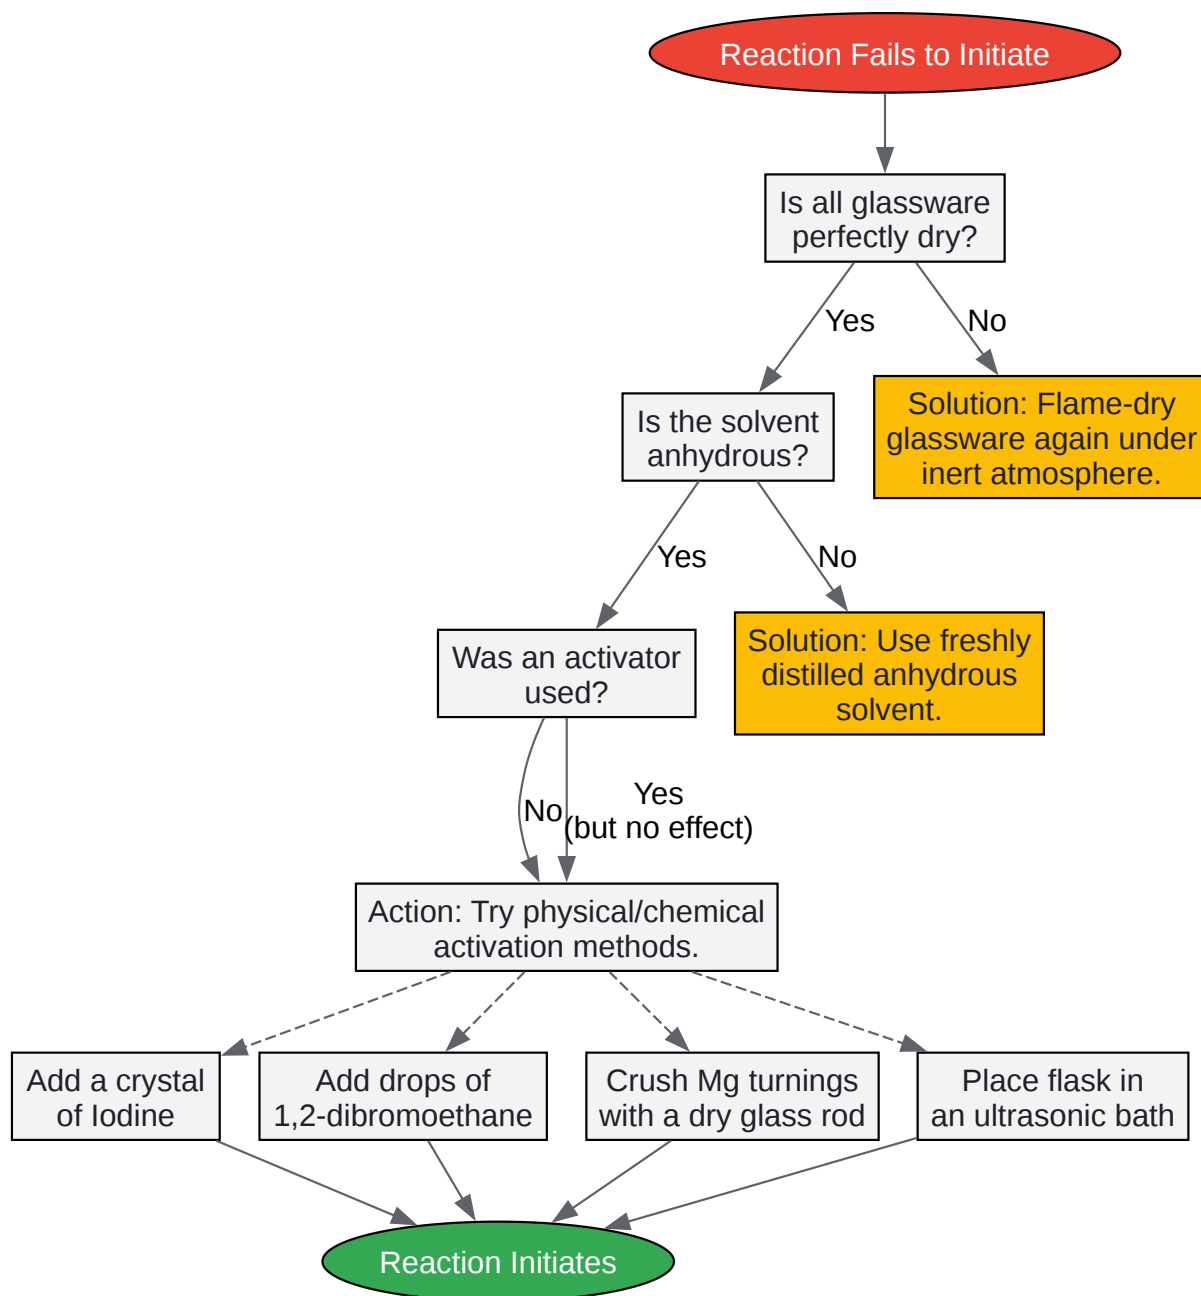 Reaction Fails to Initiate
Is all glassware
perfectly dry?
Yes
No
Solution: Flame-dry
glassware again under
inert atmosphere.
Is the solvent
anhydrous?
Yes
No
Solution: Use freshly
distilled anhydrous
solvent.
Was an activator
used?
No
Yes
(but no effect)
Action: Try physical/chemical
activation methods.
Add a crystal
of Iodine
Add drops of
1,2-dibromoethane
Crush Mg turnings
with a dry glass rod
Place flask in
an ultrasonic bath
Reaction Initiates